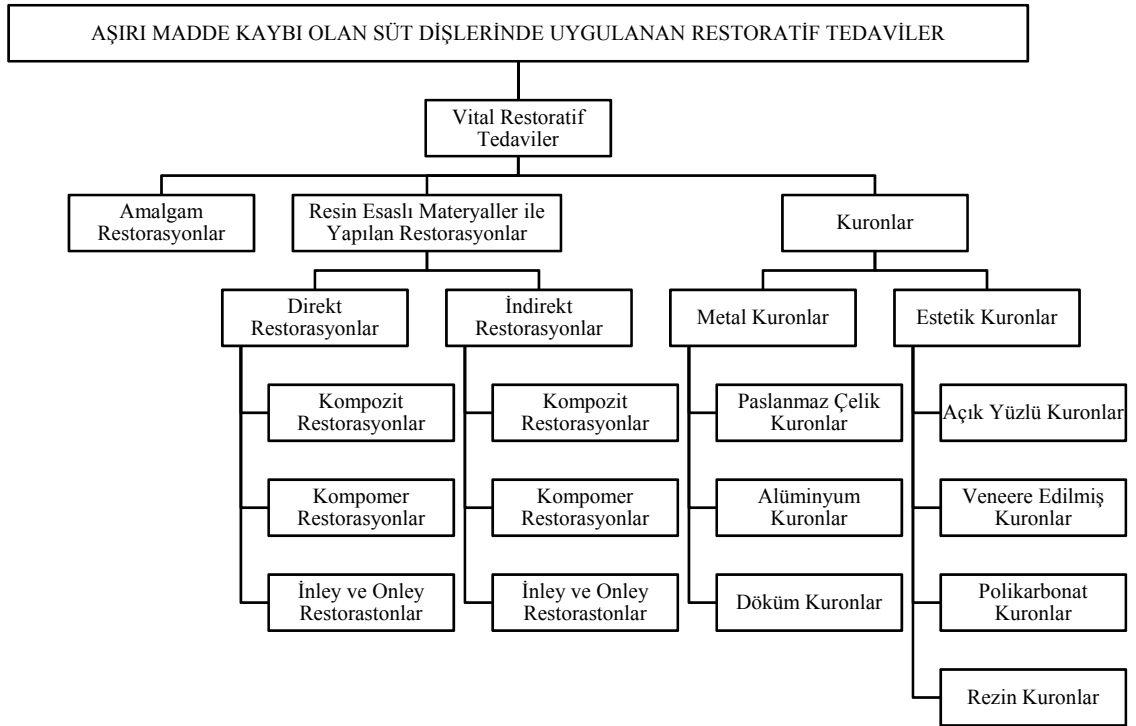 AŞIRI MADDE KAYBI OLAN SÜT DİŞLERİNDE UYGULANAN RESTORATİF TEDAVİLER
Vital Restoratif
Tedaviler
Amalgam
Restorasyonlar
Resin Esaslı Materyaller ile
Yapılan Restorasyonlar
Kuronlar
Direkt
Restorasyonlar
İndirekt
Restorasyonlar
Metal Kuronlar
Estetik Kuronlar
Kompozit
Restorasyonlar
Kompozit
Restorasyonlar
Paslanmaz Çelik
Kuronlar
Açık Yüzlü Kuronlar
Kompomer
Restorasyonlar
Kompomer
Restorasyonlar
Alüminyum
Kuronlar
Veneere Edilmiş
Kuronlar
İnley ve Onley
Restorastonlar
İnley ve Onley
Restorastonlar
Döküm Kuronlar
Polikarbonat
Kuronlar
Rezin Kuronlar